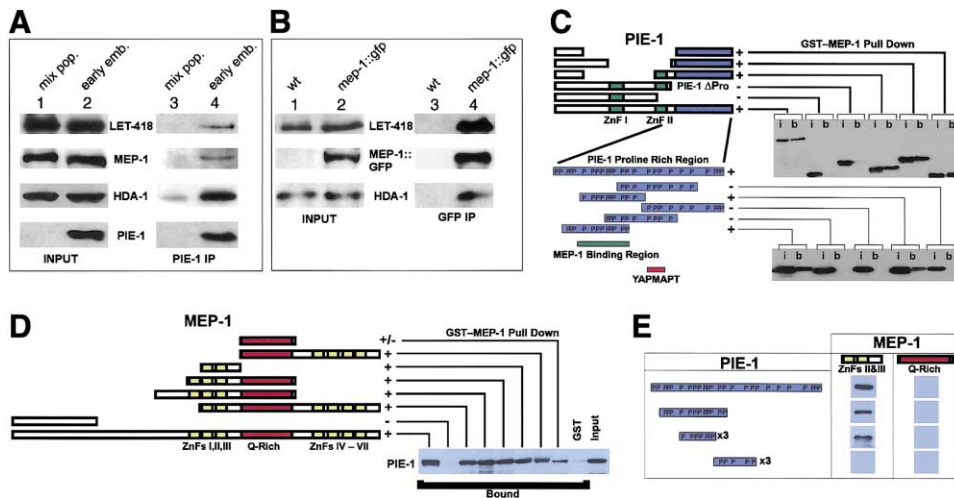 A
mix pop.
early emb.
mix pop.
early emb.
1 2 3 4
LET-418
MEP-1
HDA-1
PIE-1
INPUT PIE-1 IP
B
wt
mep-1::gfp
wt
mep-1::gfp
1 2 3 4
LET-418
MEP-1::
GFP
HDA-1
INPUT GFP IP
C
PIE-1
GST–MEP-1 Pull Down
+
+
+
-
-
+
PIE-1 ΔPro
ZnF I ZnF II
i b i b i b i b i b i b
PIE-1 Proline Rich Region
+
-
+
-
-
+
MEP-1 Binding Region
YAPMAPT
i b i b i b i b i b
D
MEP-1
GST–MEP-1 Pull Down
+/-
+
+
+
+
+
-
+
ZnFs I,II,III Q-Rich ZnFs IV – VII
GST
Input
PIE-1
Bound
E
MEP-1
PIE-1
ZnFs II&III Q-Rich
x3
x3